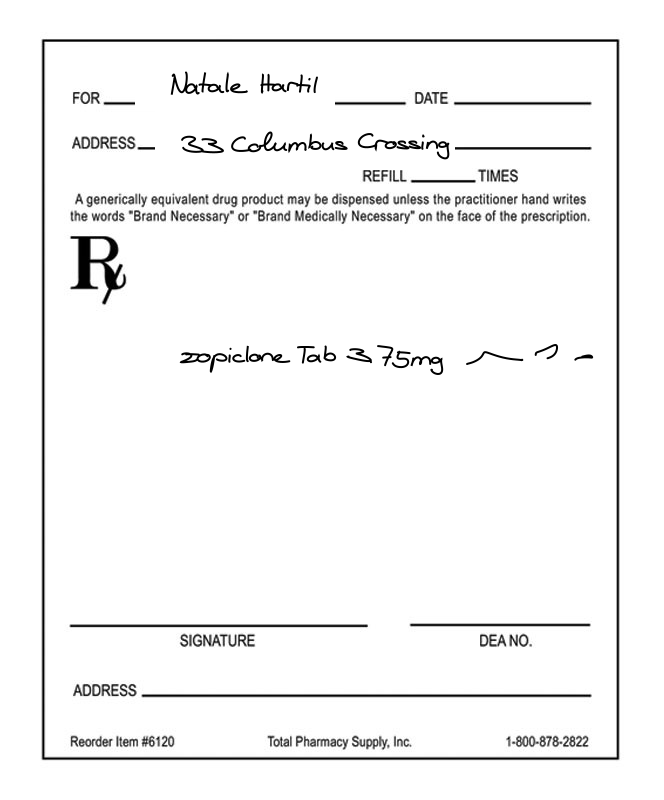 FOR Natale Hartil DATE
ADDRESS 33 Columbus Crossing
REFILL TIMES
A generically equivalent drug product may be dispensed unless the practitioner hand writes
the words "Brand Necessary" or "Brand Medically Necessary" on the face of the prescription.
Rx
zopiclone Tab 3 75mg
SIGNATURE DEA NO.
ADDRESS
Reorder Item #6120 Total Pharmacy Supply, Inc. 1-800-878-2822